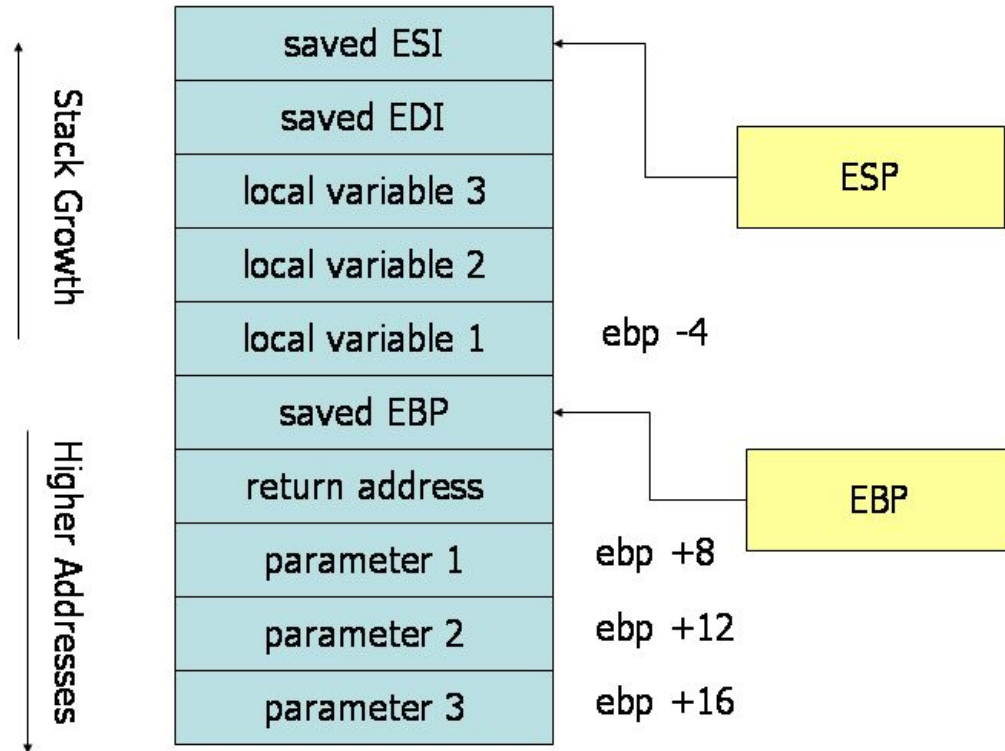 saved ESI
saved EDI
local variable 3
local variable 2
local variable 1
saved EBP
return address
parameter 1
parameter 2
parameter 3
Stack Growth
Higher Addresses
ebp -4
ebp +8
ebp +12
ebp +16
ESP
EBP